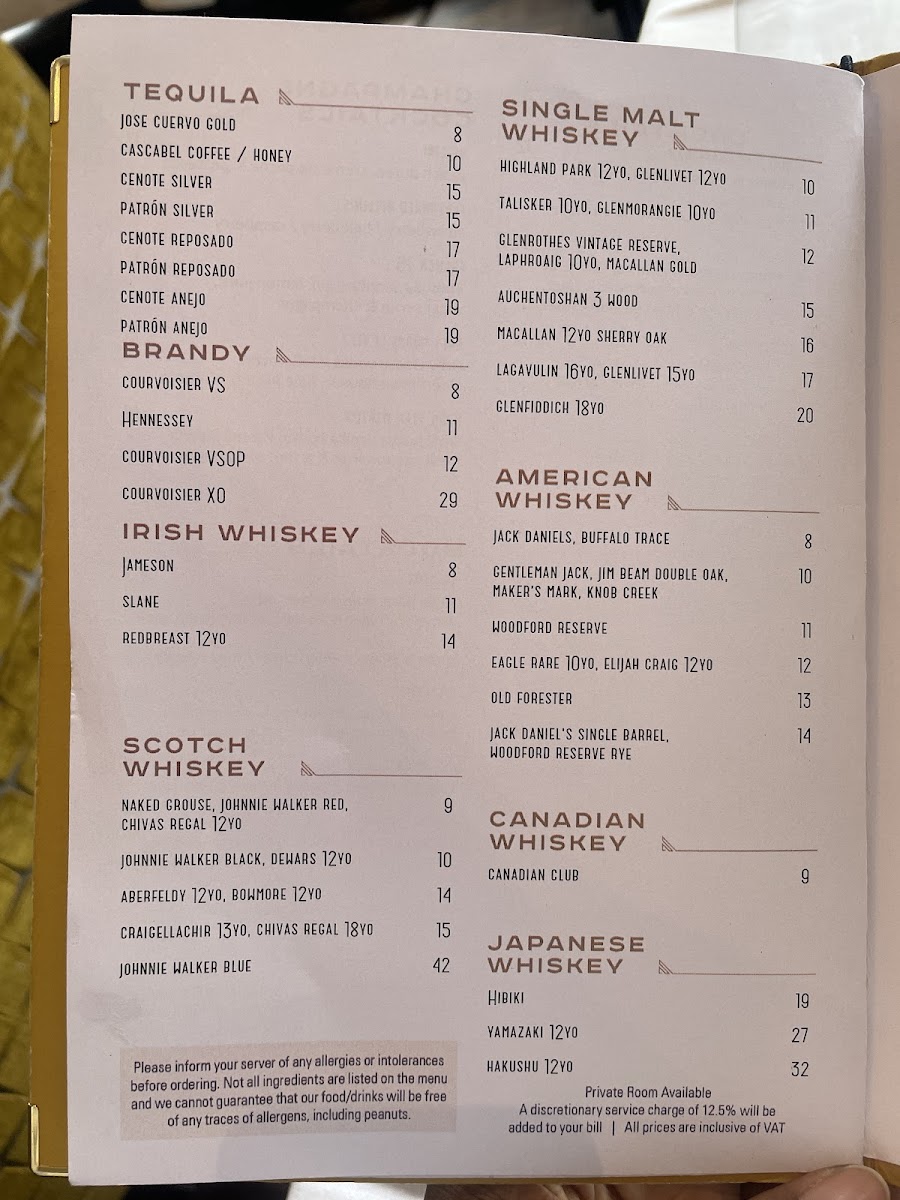 TEQUILA
JOSE CUERVO GOLD 8
CASCABEL COFFEE / HONEY 10
CENOTE SILVER 15
PATRÓN SILVER 15
CENOTE REPOSADO 17
PATRÓN REPOSADO 17
CENOTE ANEJO 19
PATRÓN ANEJO 19
BRANDY
COURVOISIER VS 8
HENNESSEY 11
COURVOISIER VSOP 12
COURVOISIER XO 29
IRISH WHISKEY
JAMESON 8
SLANE 11
REDBREAST 12YO 14
SCOTCH
WHISKEY
NAKED GROUSE, JOHNNIE WALKER RED, 9
CHIVAS REGAL 12YO
JOHNNIE WALKER BLACK, DEWARS 12YO 10
ABERFELDY 12YO, BOWMORE 12YO 14
CRAIGELLACHIR 13YO, CHIVAS REGAL 18YO 15
JOHNNIE WALKER BLUE 42
Please inform your server of any allergies or intolerances
before ordering. Not all ingredients are listed on the menu
and we cannot guarantee that our food/drinks will be free
of any traces of allergens, including peanuts.
SINGLE MALT
WHISKEY
HIGHLAND PARK 12YO, GLENLIVET 12YO 10
TALISKER 10YO, GLENMORANGIE 10YO 11
GLENROTHES VINTAGE RESERVE, 12
LAPHROAIG 10YO, MACALLAN GOLD
AUCHENTOSHAN 3 WOOD 15
MACALLAN 12YO SHERRY OAK 16
LAGAVULIN 16YO, GLENLIVET 15YO 17
GLENFIDDICH 18YO 20
AMERICAN
WHISKEY
JACK DANIELS, BUFFALO TRACE 8
GENTLEMAN JACK, JIM BEAM DOUBLE OAK, 10
MAKER'S MARK, KNOB CREEK
WOODFORD RESERVE 11
EAGLE RARE 10YO, ELIJAH CRAIG 12YO 12
OLD FORESTER 13
JACK DANIEL'S SINGLE BARREL, 14
WOODFORD RESERVE RYE
CANADIAN
WHISKEY
CANADIAN CLUB 9
JAPANESE
WHISKEY
HIBIKI 19
YAMAZAKI 12YO 27
HAKUSHU 12YO 32
Private Room Available
A discretionary service charge of 12.5% will be
added to your bill | All prices are inclusive of VAT